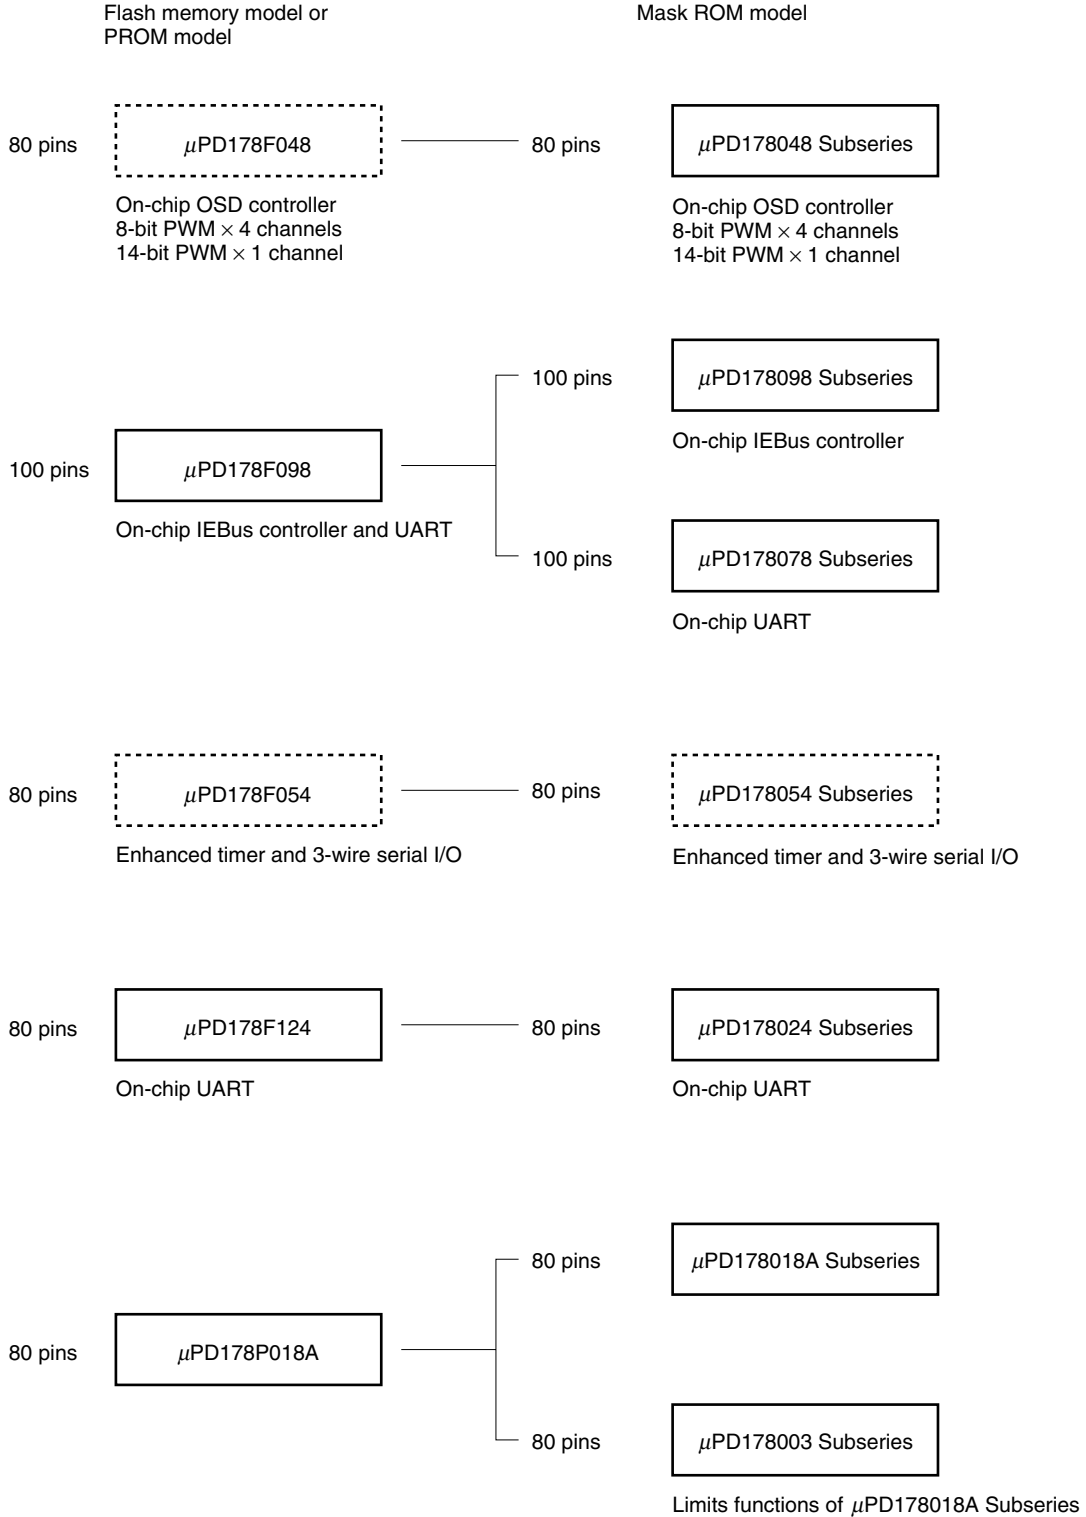 Flash memory model or
PROM model
Mask ROM model
80 pins
μPD178F048
80 pins
μPD178048 Subseries
On-chip OSD controller
8-bit PWM × 4 channels
14-bit PWM × 1 channel
On-chip OSD controller
8-bit PWM × 4 channels
14-bit PWM × 1 channel
100 pins
μPD178098 Subseries
On-chip IEBus controller
100 pins
μPD178F098
On-chip IEBus controller and UART
100 pins
μPD178078 Subseries
On-chip UART
80 pins
μPD178F054
80 pins
μPD178054 Subseries
Enhanced timer and 3-wire serial I/O
Enhanced timer and 3-wire serial I/O
80 pins
μPD178F124
80 pins
μPD178024 Subseries
On-chip UART
On-chip UART
80 pins
μPD178018A Subseries
80 pins
μPD178P018A
80 pins
μPD178003 Subseries
Limits functions of μPD178018A Subseries